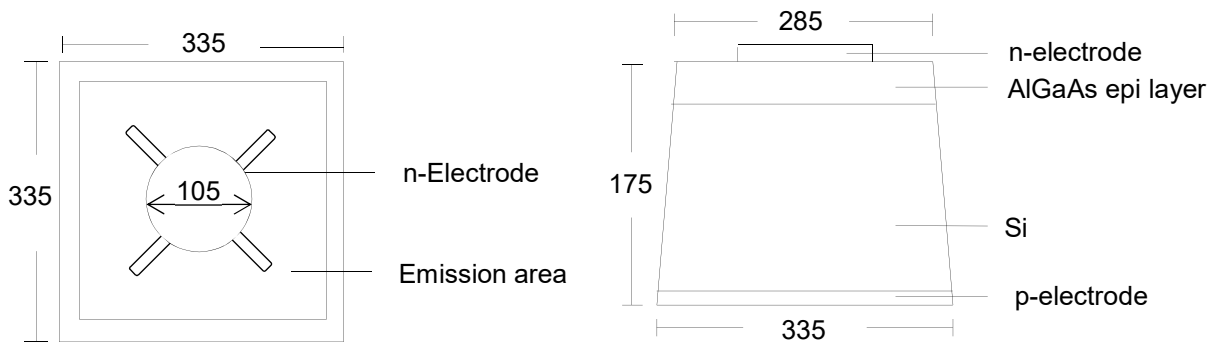 335
335
105
n-Electrode
Emission area
285
n-electrode
AlGaAs epi layer
175
Si
p-electrode
335